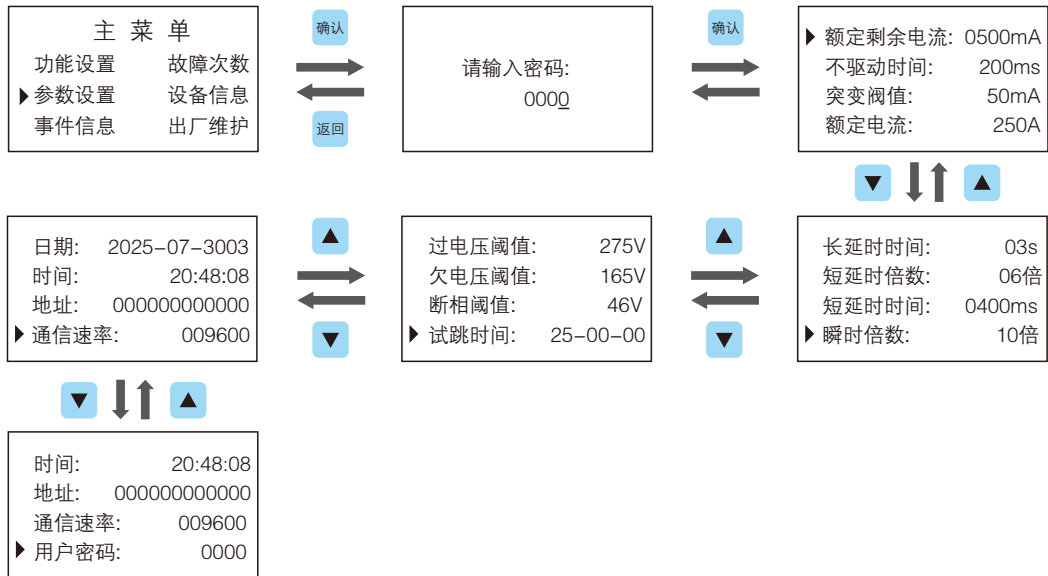 主 菜 单
功能设置 故障次数
参数设置 设备信息
事件信息 出厂维护
确认
返回
请输入密码:
0000
确认
额定剩余电流: 0500mA
不驱动时间: 200ms
突变阀值: 50mA
额定电流: 250A
日期: 2025-07-3003
时间: 20:48:08
地址: 000000000000
通信速率: 009600
过电压阈值: 275V
欠电压阈值: 165V
断相阈值: 46V
试跳时间: 25-00-00
长延时时间: 03s
短延时倍数: 06倍
短延时时间: 0400ms
瞬时倍数: 10倍
时间: 20:48:08
地址: 000000000000
通信速率: 009600
用户密码: 0000